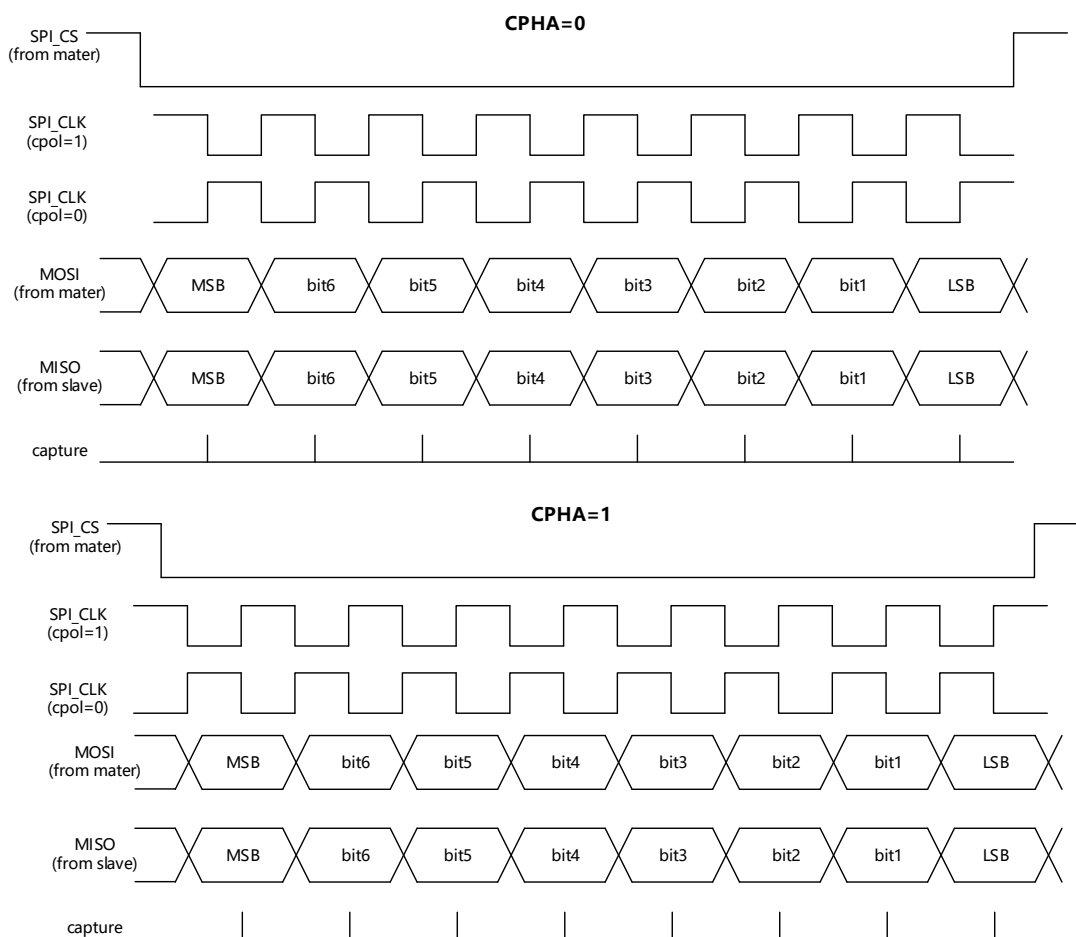 CPHA=0
SPI_CS
(from mater)
SPI_CLK
(cpol=1)
SPI_CLK
(cpol=0)
MOSI
(from mater)
MSB bit6 bit5 bit4 bit3 bit2 bit1 LSB
MISO
(from slave)
MSB bit6 bit5 bit4 bit3 bit2 bit1 LSB
capture
CPHA=1
SPI_CS
(from mater)
SPI_CLK
(cpol=1)
SPI_CLK
(cpol=0)
MOSI
(from mater)
MSB bit6 bit5 bit4 bit3 bit2 bit1 LSB
MISO
(from slave)
MSB bit6 bit5 bit4 bit3 bit2 bit1 LSB
capture